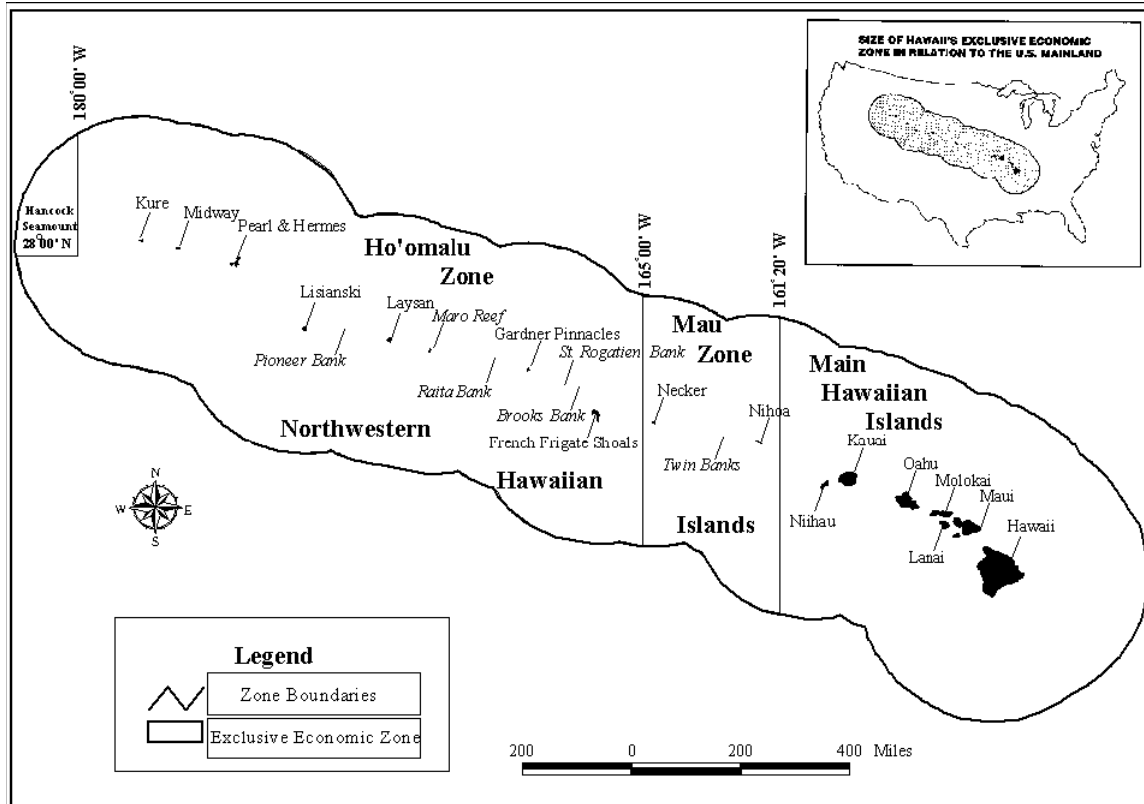 SIZE OF HAWAII'S EXCLUSIVE ECONOMIC
ZONE IN RELATION TO THE U.S. MAINLAND
180°00' W
Hancock
Seamount
28°00' N
Kure
Midway
Pearl & Hermes
Ho'omalu
Zone
165°00' W
161°20' W
Lisianski
Laysan
Maro Reef
Pioneer Bank
Gardner Pinnacles
St. Rogatien Bank
Raita Bank
Brooks Bank
French Frigate Shoals
Mau
Zone
Necker
Nihoa
Twin Banks
Main
Hawaiian
Islands
Northwestern
Hawaiian
Islands
Kauai
Niihau
Oahu
Molokai
Maui
Lanai
Hawaii
N
W
E
S
Legend
Zone Boundaries
Exclusive Economic Zone
200 0 200 400 Miles